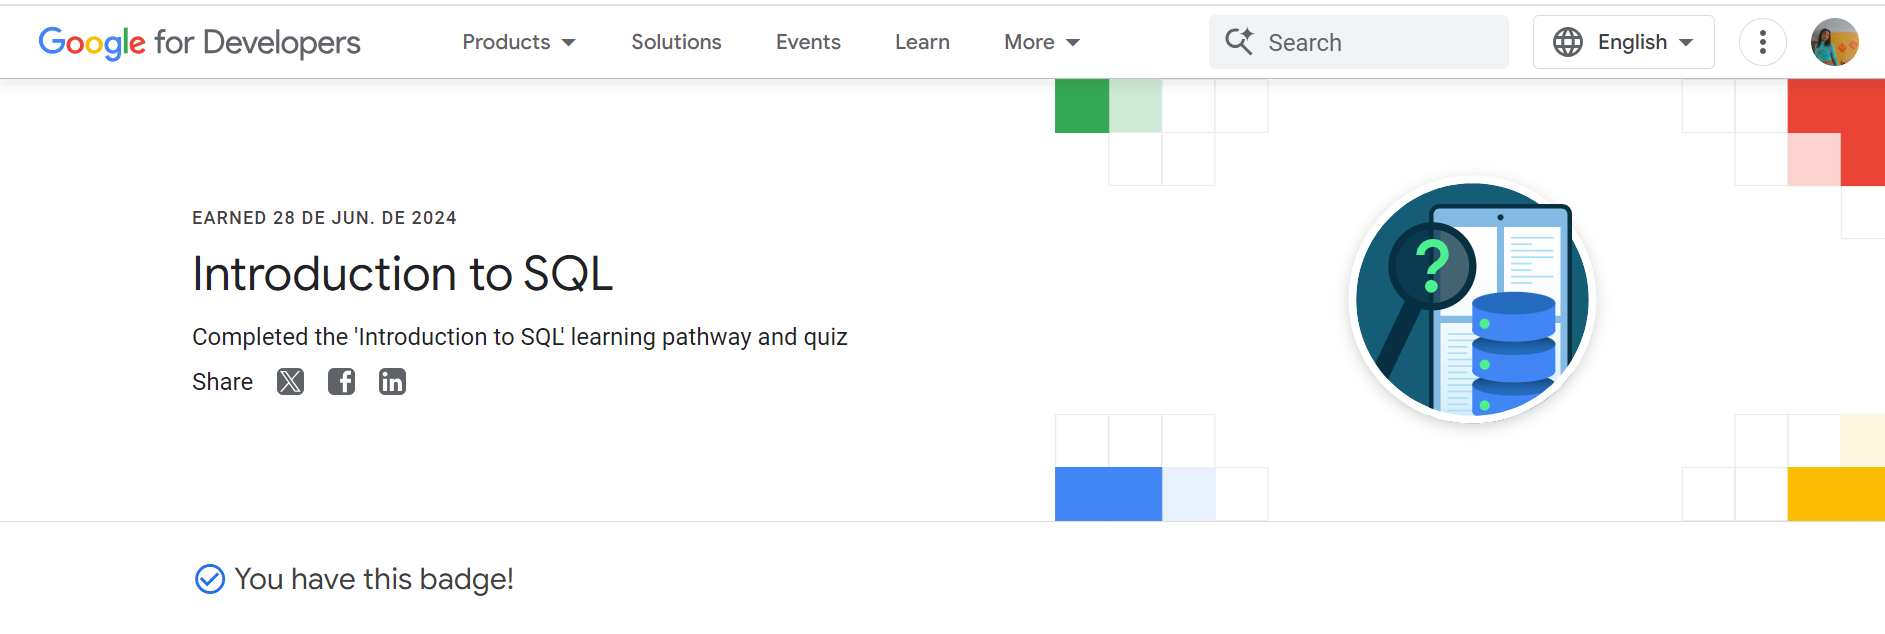 Google for Developers Products Solutions Events Learn More Search English
EARNED 28 DE JUN. DE 2024
Introduction to SQL
?
Completed the 'Introduction to SQL' learning pathway and quiz
Share
You have this badge!